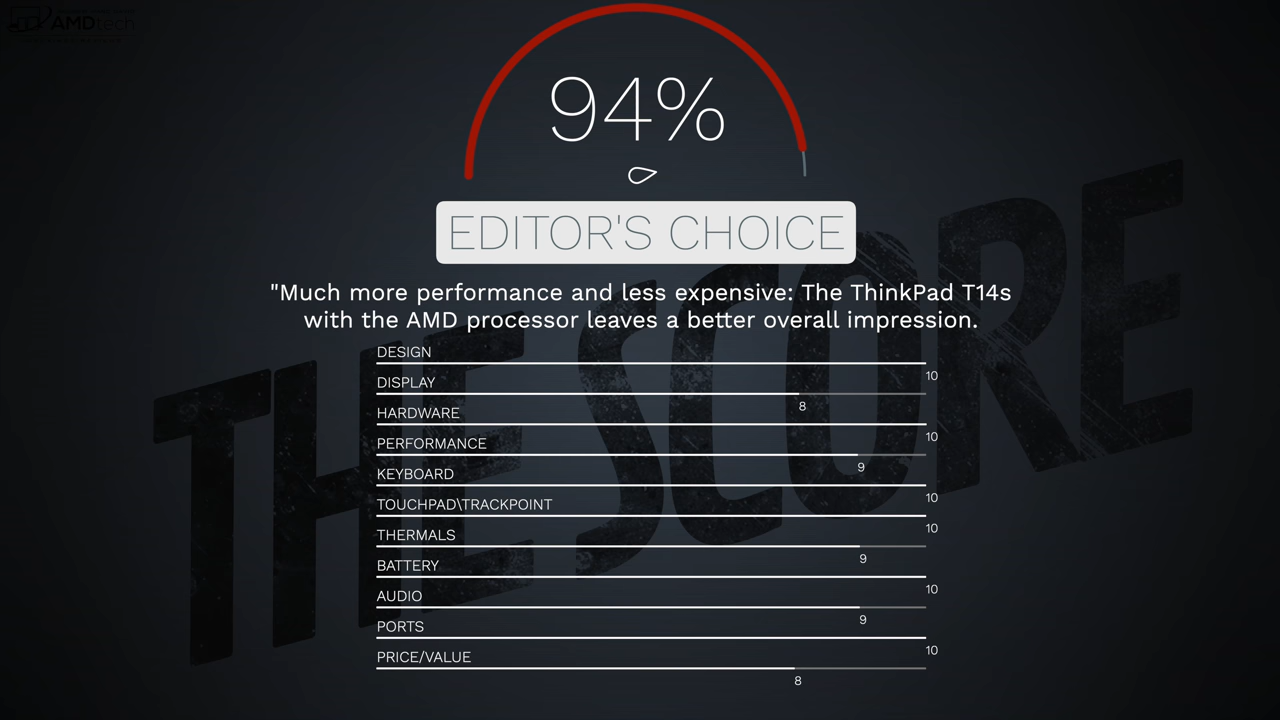 AMDtech
94%
EDITOR'S CHOICE
"Much more performance and less expensive: The ThinkPad T14s
with the AMD processor leaves a better overall impression.
THE SCORE
DESIGN
10
DISPLAY
8
HARDWARE
10
PERFORMANCE
9
KEYBOARD
10
TOUCHPAD\TRACKPOINT
10
THERMALS
9
BATTERY
10
AUDIO
9
PORTS
10
PRICE/VALUE
8